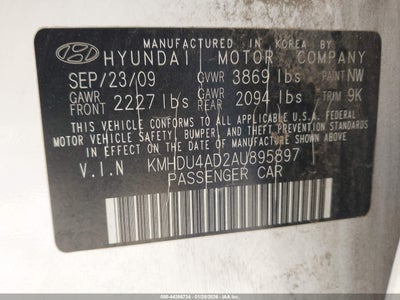 MANUFACTURED IN KOREA BY
HYUNDAI MOTOR COMPANY
SEP/23/09 GVWR 3869 lbs PAINT NW
GAWR FRONT 2227 lbs GAWR REAR 2094 lbs TRIM 9K
THIS VEHICLE CONFORMS TO ALL APPLICABLE U.S. FEDERAL
MOTOR VEHICLE SAFETY, BUMPER, AND THEFT PREVENTION
STANDARDS IN EFFECT ON THE DATE OF MANUFACTURE SHOWN ABOVE.
V.I.N KMHDU4AD2AU895897
PASSENGER CAR